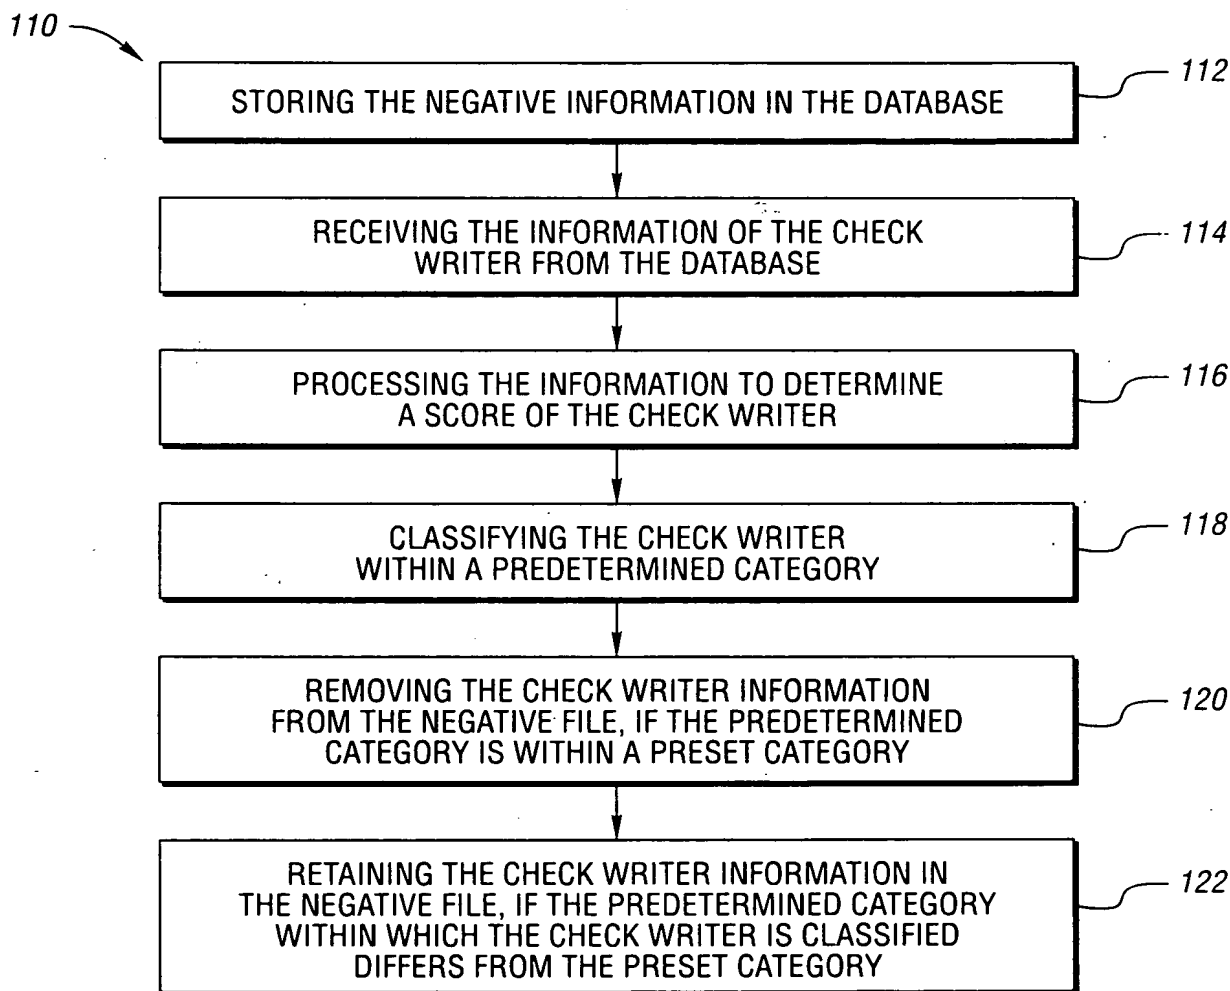 110
STORING THE NEGATIVE INFORMATION IN THE DATABASE
112
RECEIVING THE INFORMATION OF THE CHECK
WRITER FROM THE DATABASE
114
PROCESSING THE INFORMATION TO DETERMINE
A SCORE OF THE CHECK WRITER
116
CLASSIFYING THE CHECK WRITER
WITHIN A PREDETERMINED CATEGORY
118
REMOVING THE CHECK WRITER INFORMATION
FROM THE NEGATIVE FILE, IF THE PREDETERMINED
CATEGORY IS WITHIN A PRESET CATEGORY
120
RETAINING THE CHECK WRITER INFORMATION IN
THE NEGATIVE FILE, IF THE PREDETERMINED CATEGORY
WITHIN WHICH THE CHECK WRITER IS CLASSIFIED
DIFFERS FROM THE PRESET CATEGORY
122